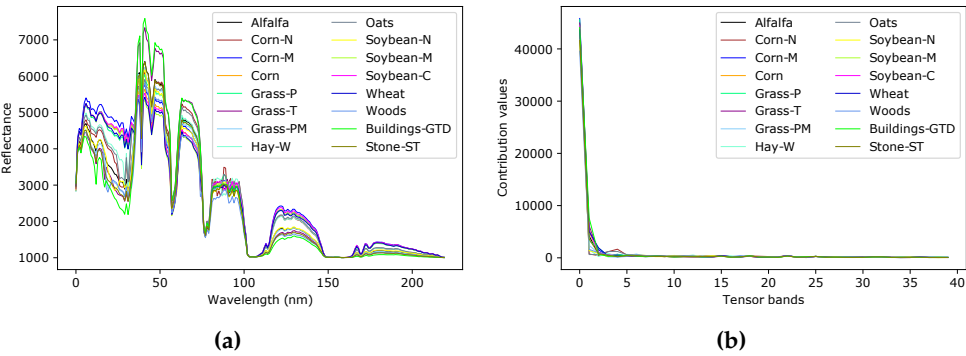 Reflectance
7000
6000
5000
4000
3000
2000
1000
0
50
100
150
200
Wavelength (nm)
Alfalfa
Corn-N
Corn-M
Corn
Grass-P
Grass-T
Grass-PM
Hay-W
Oats
Soybean-N
Soybean-M
Soybean-C
Wheat
Woods
Buildings-GTD
Stone-ST
(a)
Contribution values
40000
30000
20000
10000
0
0
5
10
15
20
25
30
35
40
Tensor bands
Alfalfa
Corn-N
Corn-M
Corn
Grass-P
Grass-T
Grass-PM
Hay-W
Oats
Soybean-N
Soybean-M
Soybean-C
Wheat
Woods
Buildings-GTD
Stone-ST
(b)